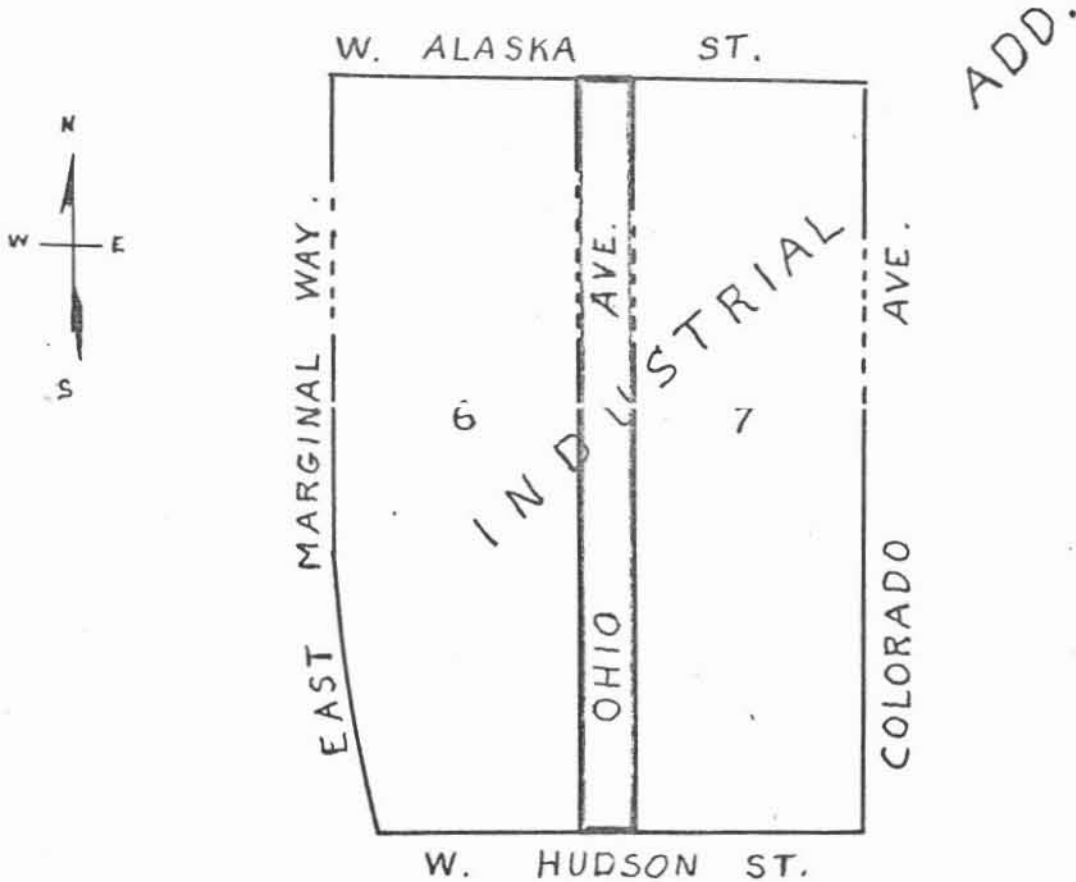 W. ALASKA ST.
ADD.
N
W E
S
EAST MARGINAL WAY.
6
OHIO AVE.
INDUSTRIAL
7
COLORADO AVE.
W. HUDSON ST.